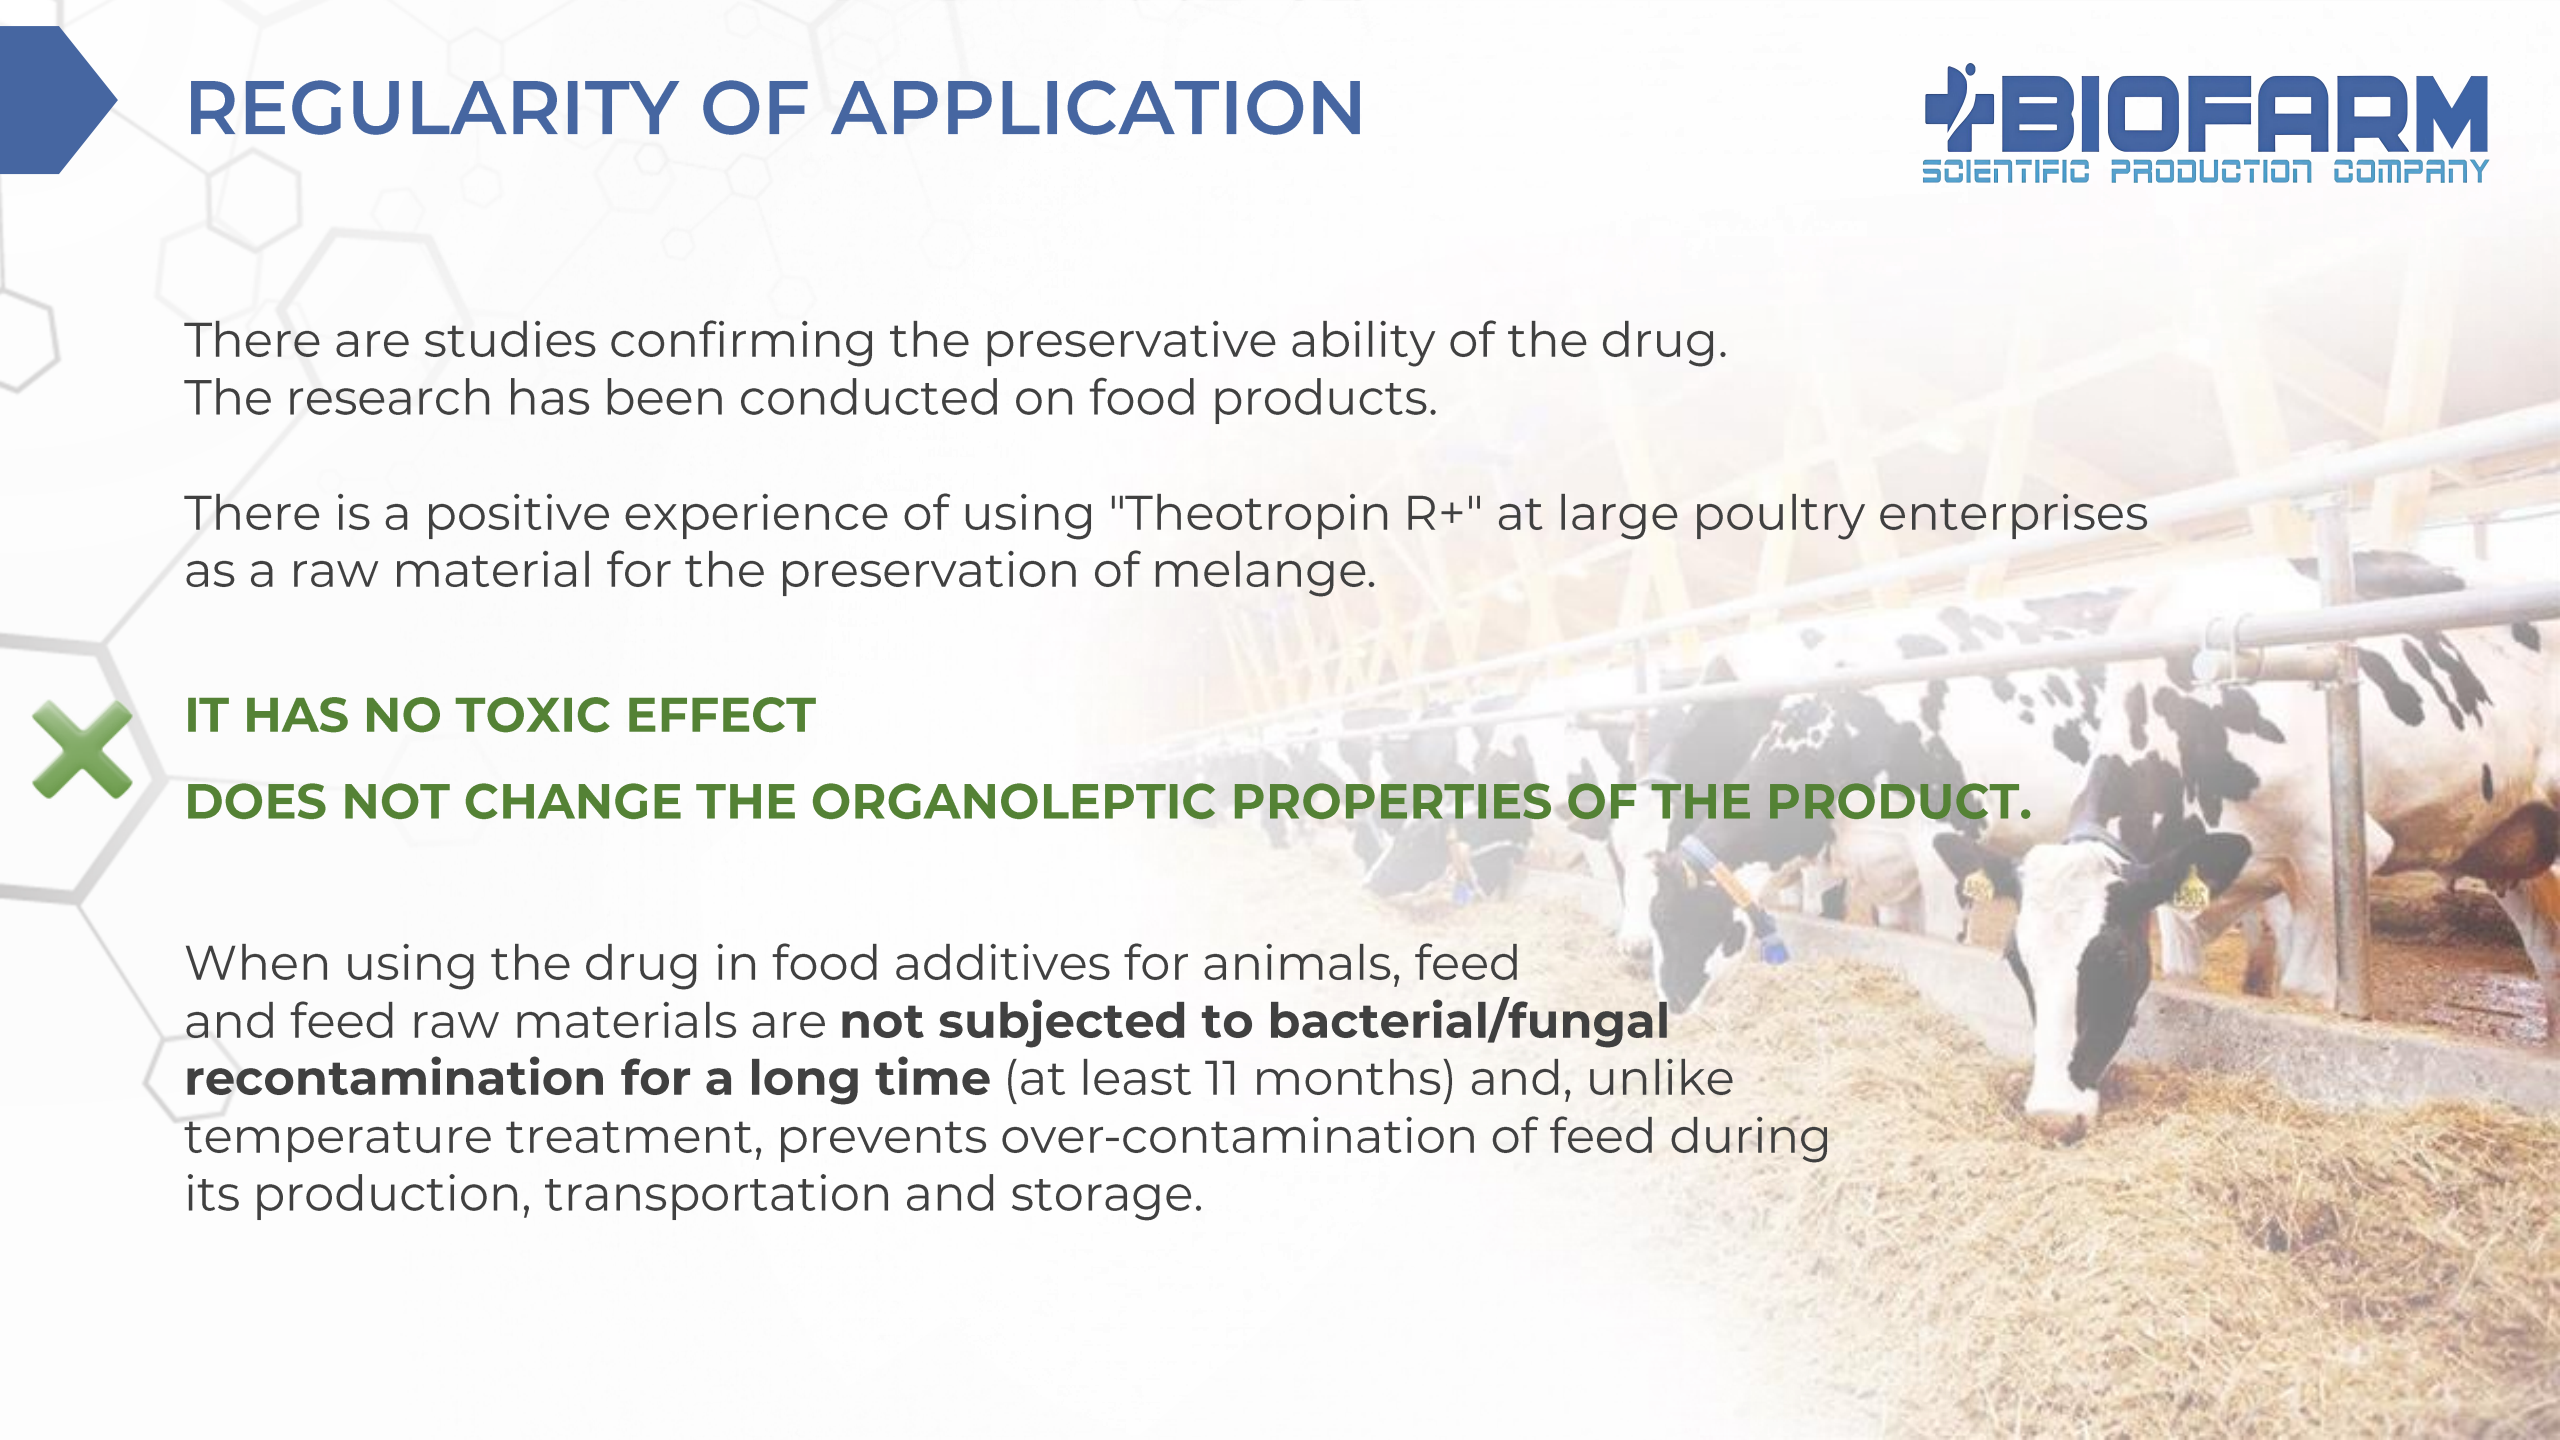 REGULARITY OF APPLICATION
BIOFARM
SCIENTIFIC PRODUCTION COMPANY
There are studies confirming the preservative ability of the drug.
The research has been conducted on food products.
There is a positive experience of using "Theotropin R+" at large poultry enterprises
as a raw material for the preservation of melange.
IT HAS NO TOXIC EFFECT
DOES NOT CHANGE THE ORGANOLEPTIC PROPERTIES OF THE PRODUCT.
When using the drug in food additives for animals, feed
and feed raw materials are not subjected to bacterial/fungal
recontamination for a long time (at least 11 months) and, unlike
temperature treatment, prevents over-contamination of feed during
its production, transportation and storage.